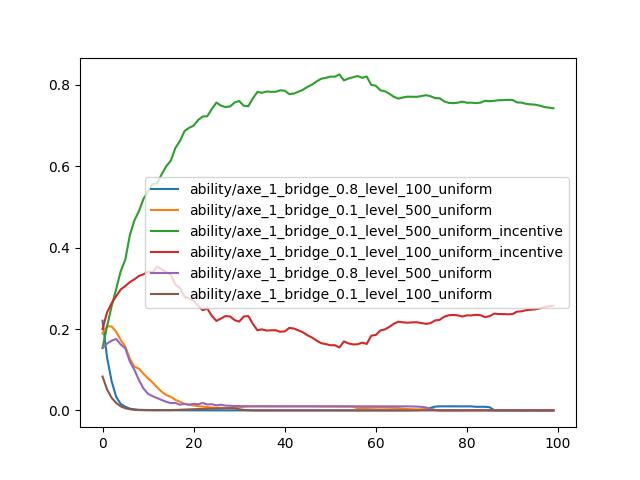 0.8
0.6
0.4
0.2
0.0
ability/axe_1_bridge_0.8_level_100_uniform
ability/axe_1_bridge_0.1_level_500_uniform
ability/axe_1_bridge_0.1_level_500_uniform_incentive
ability/axe_1_bridge_0.1_level_100_uniform_incentive
ability/axe_1_bridge_0.8_level_500_uniform
ability/axe_1_bridge_0.1_level_100_uniform
0 20 40 60 80 100